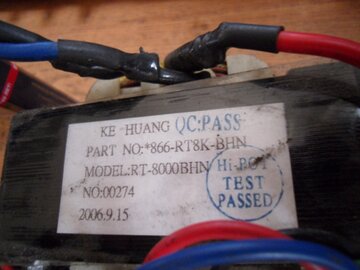 KE HUANG QC:PASS
PART NO:*866-RT8K-BHN
MODEL:RT-8000BHN
NO:00274
2006.9.15
Hi-POT
TEST
PASSED